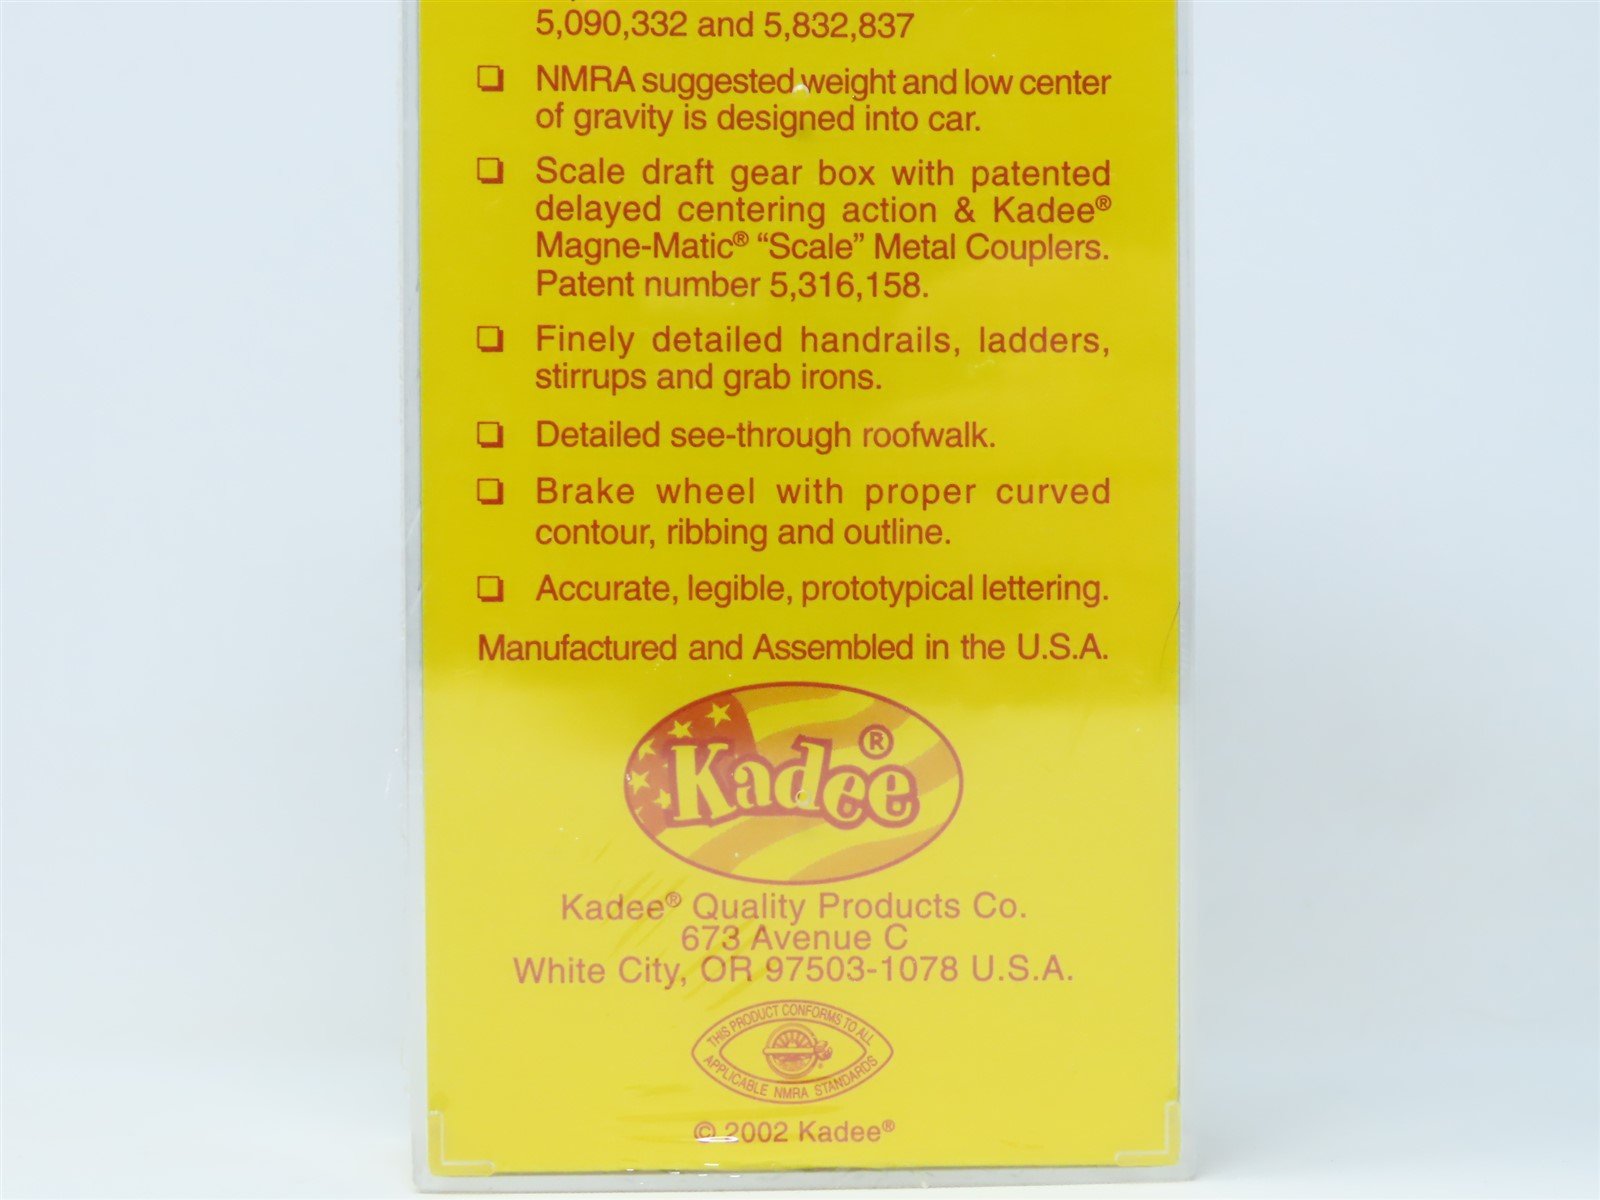 5,090,332 and 5,832,837
❏ NMRA suggested weight and low center
of gravity is designed into car.
❏ Scale draft gear box with patented
delayed centering action & Kadee®
Magne-Matic® “Scale” Metal Couplers.
Patent number 5,316,158.
❏ Finely detailed handrails, ladders,
stirrups and grab irons.
❏ Detailed see-through roofwalk.
❏ Brake wheel with proper curved
contour, ribbing and outline.
❏ Accurate, legible, prototypical lettering.
Manufactured and Assembled in the U.S.A.
Kadee®
Kadee® Quality Products Co.
673 Avenue C
White City, OR 97503-1078 U.S.A.
THIS PRODUCT CONFORMS TO ALL
APPLICABLE NMRA STANDARDS
© 2002 Kadee®